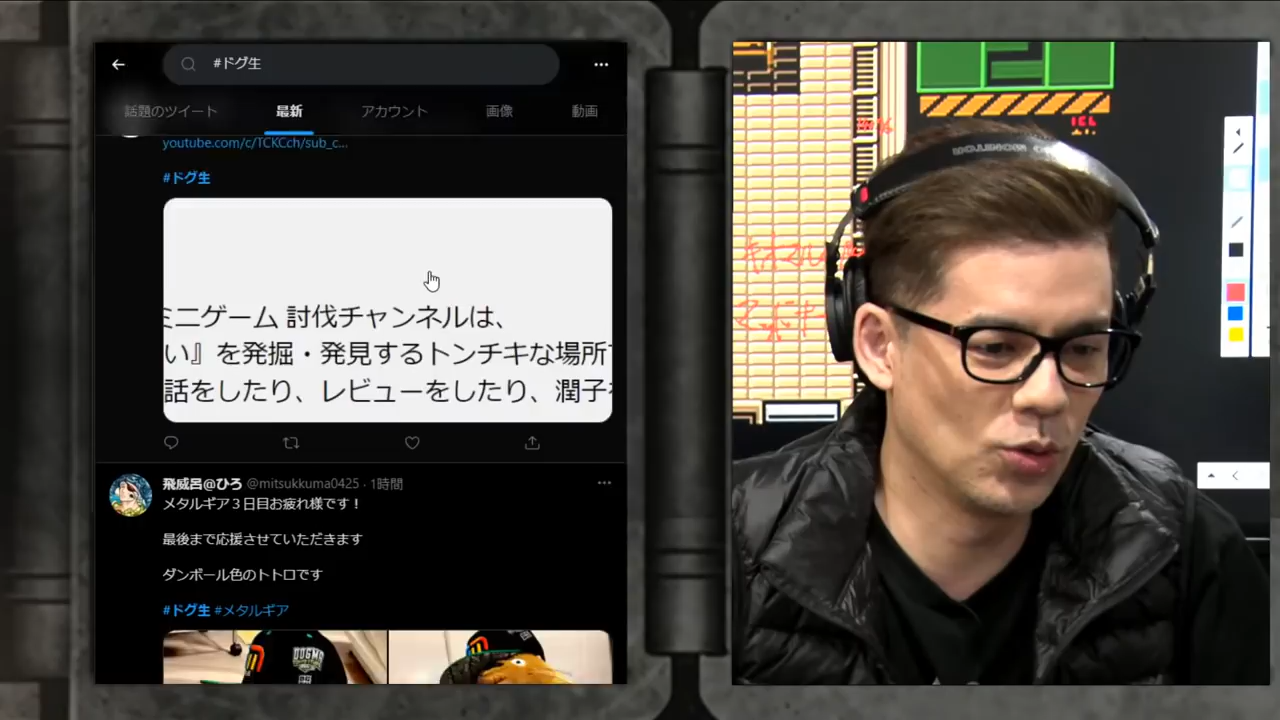 #ドグ生
話題のツイート
最新
アカウント
画像
動画
youtube.com/c/TCKCch/sub_c...
#ドグ生
ミニゲーム 討伐チャンネルは、
い』を発掘・発見するトンチキな場所で
話をしたり、レビューをしたり、潤子を
飛威呂@ひろ @mitsukkuma0425 · 1時間
メタルギア3日目お疲れ様です！
最後まで応援させていただきます
ダンボール色のトトロです
#ドグ生 #メタルギア
MONITOR